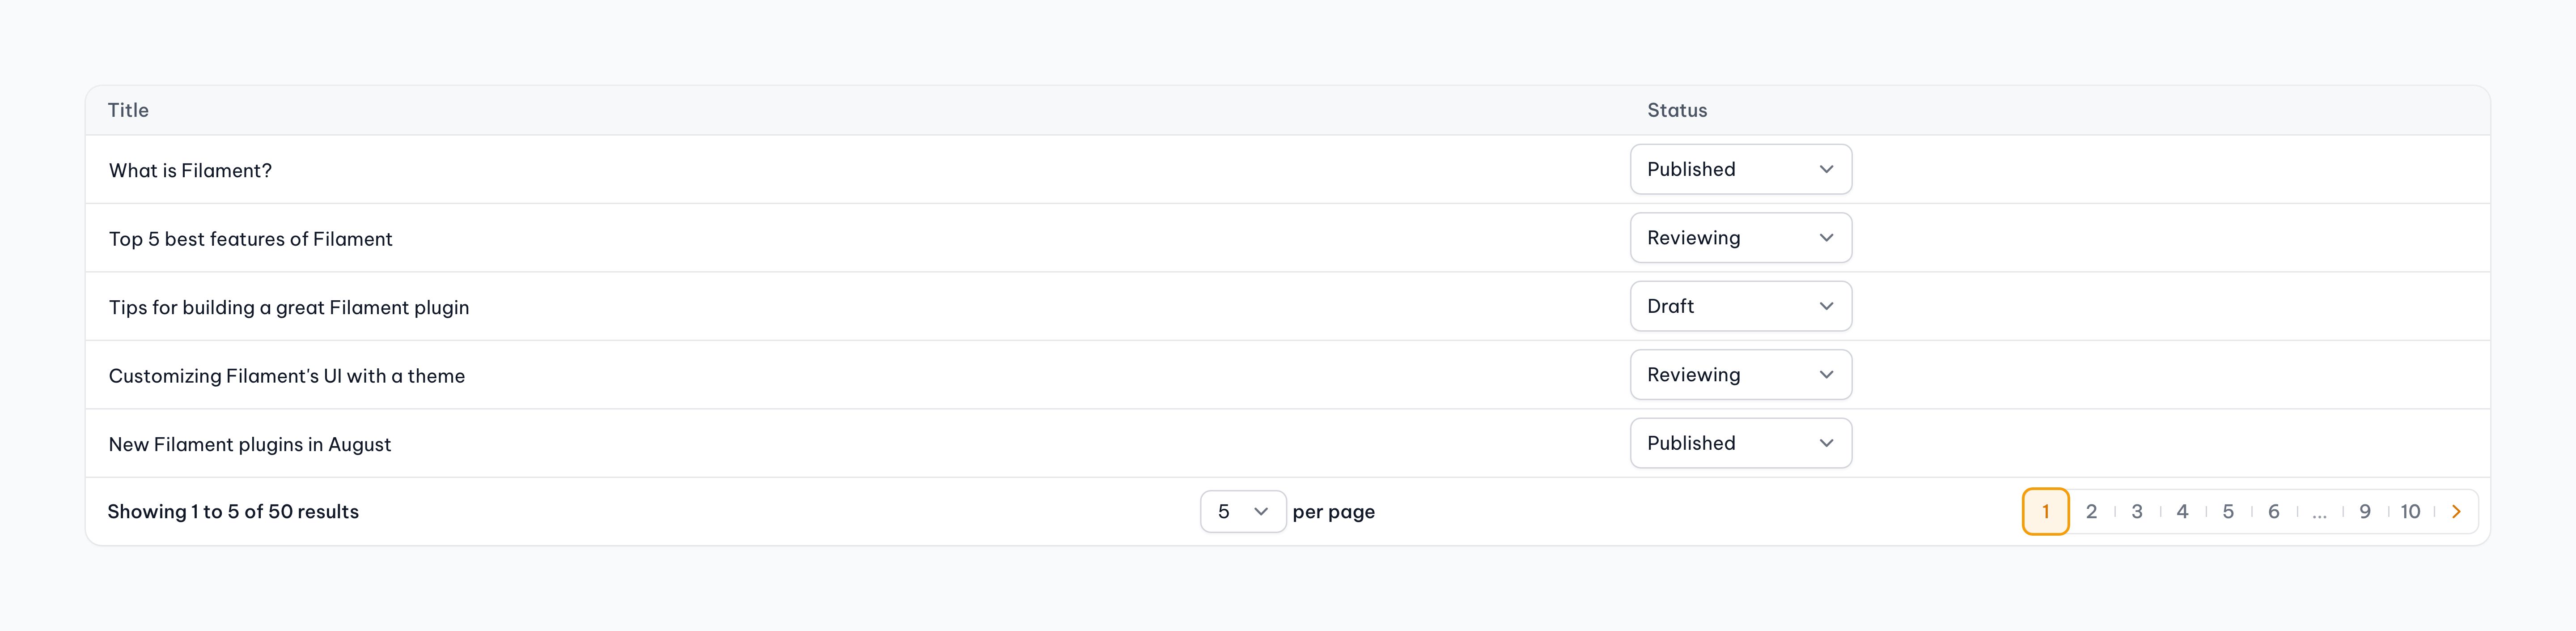 Title Status
What is Filament? Published
Top 5 best features of Filament Reviewing
Tips for building a great Filament plugin Draft
Customizing Filament's UI with a theme Reviewing
New Filament plugins in August Published
Showing 1 to 5 of 50 results 5 per page 1 2 3 4 5 6 ... 9 10